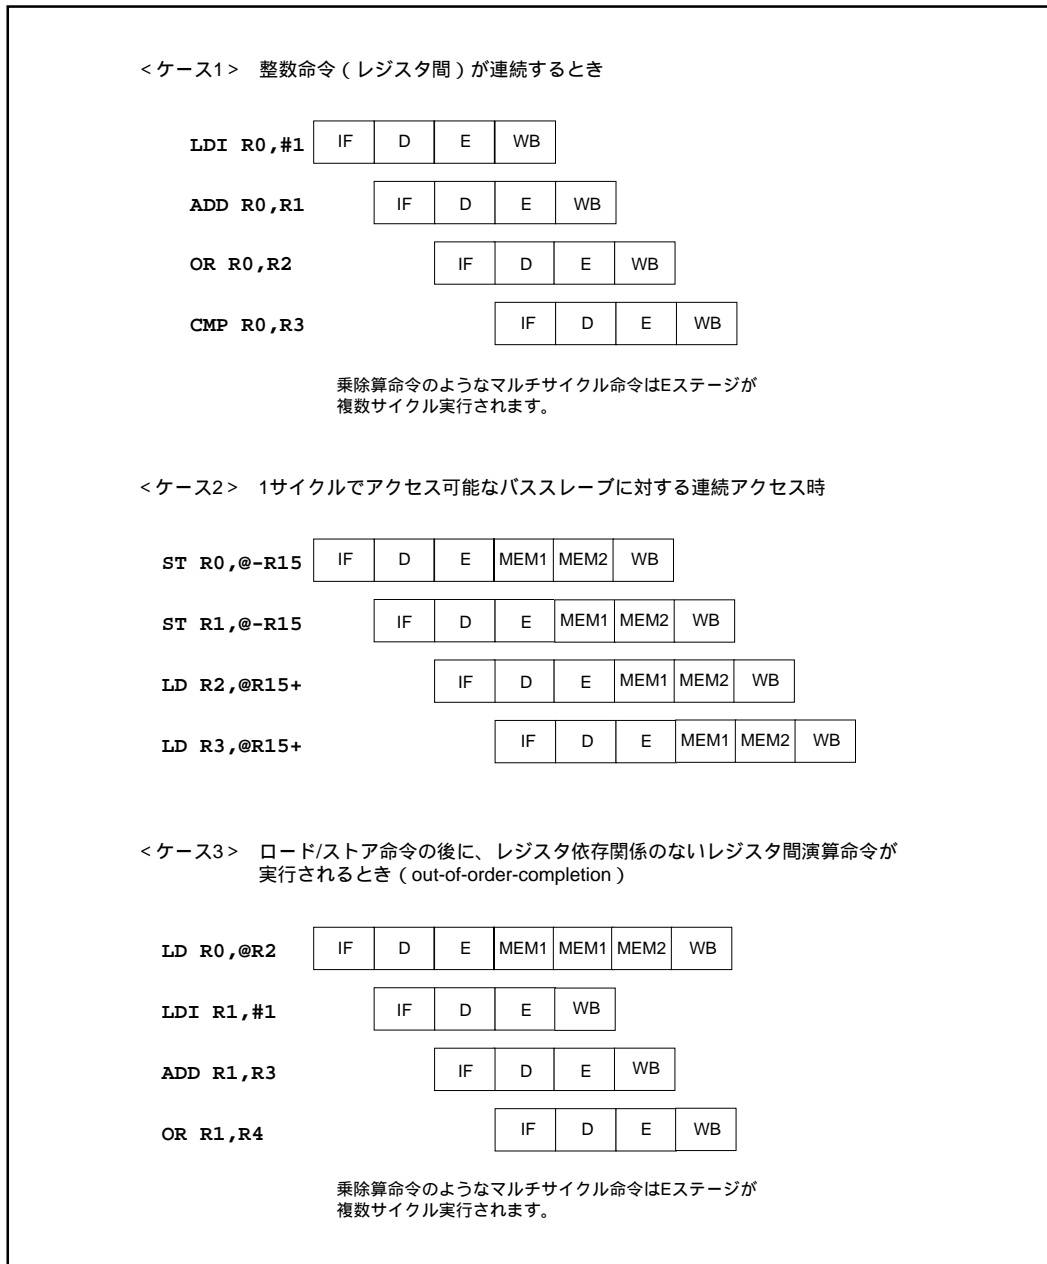 <ケース1> 整数命令(レジスタ間)が連続するとき
LDI R0,#1 IF D E WB
ADD R0,R1 IF D E WB
OR R0,R2 IF D E WB
CMP R0,R3 IF D E WB
乗除算命令のようなマルチサイクル命令はEステージが
複数サイクル実行されます。
<ケース2> 1サイクルでアクセス可能なバススレーブに対する連続アクセス時
ST R0,@-R15 IF D E MEM1 MEM2 WB
ST R1,@-R15 IF D E MEM1 MEM2 WB
LD R2,@R15+ IF D E MEM1 MEM2 WB
LD R3,@R15+ IF D E MEM1 MEM2 WB
<ケース3> ロード/ストア命令の後に、レジスタ依存関係のないレジスタ間演算命令が
実行されるとき(out-of-order-completion)
LD R0,@R2 IF D E MEM1 MEM1 MEM2 WB
LDI R1,#1 IF D E WB
ADD R1,R3 IF D E WB
OR R1,R4 IF D E WB
乗除算命令のようなマルチサイクル命令はEステージが
複数サイクル実行されます。